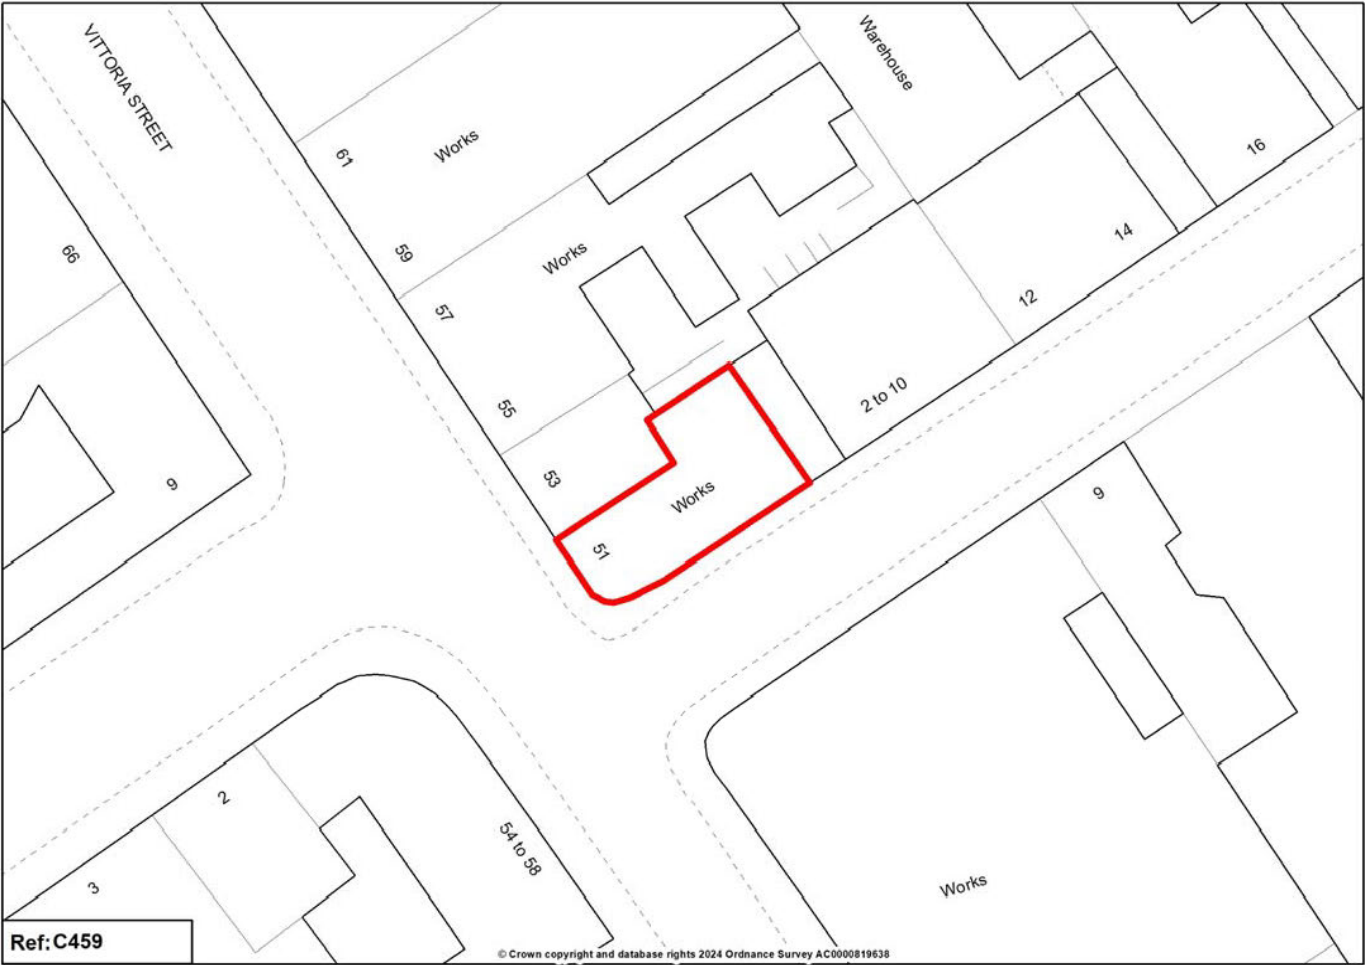 VITTORIA STREET
Warehouse
61
Works
16
66
59
Works
14
57
12
55
2 to 10
53
9
Works
9
51
2
54 to 58
3
Works
Ref: C459
© Crown copyright and database rights 2024 Ordnance Survey AC0000819638